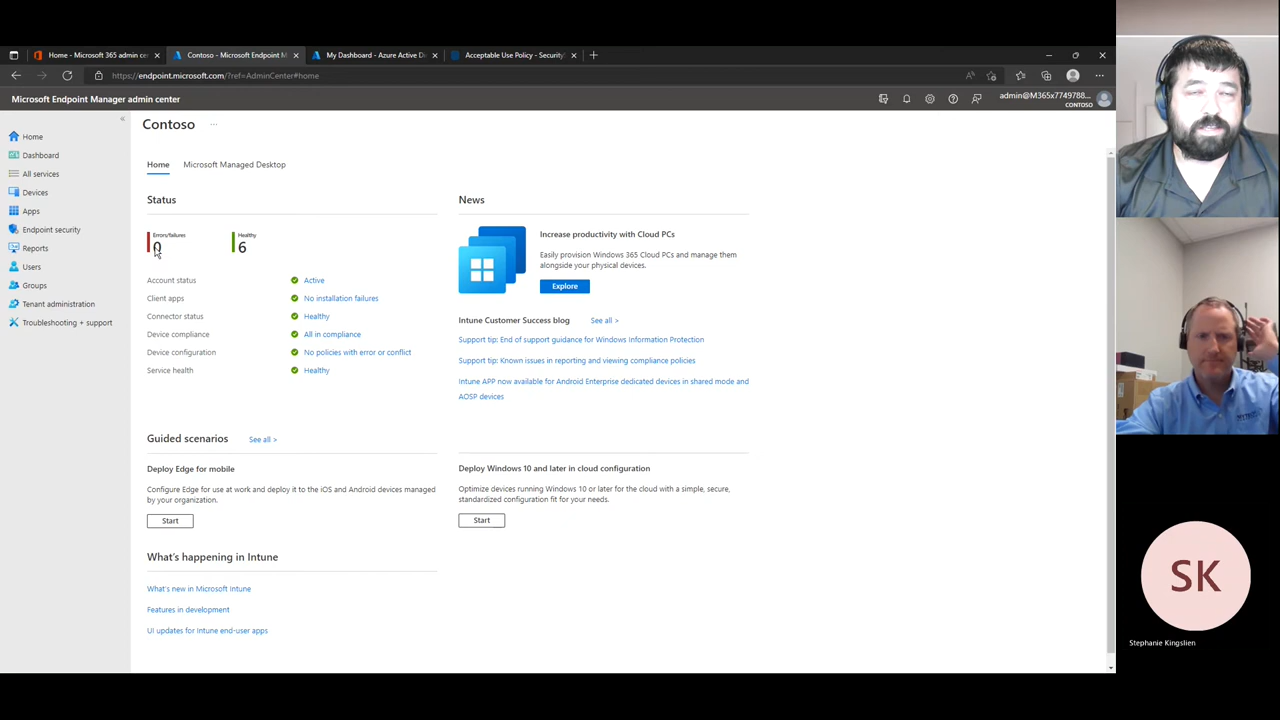 Home - Microsoft 365 admin ce
Contoso - Microsoft Endpoint M
My Dashboard - Azure Active Di
Acceptable Use Policy - Security
https://endpoint.microsoft.com/?ref=AdminCenter#home
Microsoft Endpoint Manager admin center
admin@M365x7749788...
CONTOSO
Home
Dashboard
All services
Devices
Apps
Endpoint security
Reports
Users
Groups
Tenant administration
Troubleshooting + support
Contoso ...
Home
Microsoft Managed Desktop
Status
Errors/failures
0
Healthy
6
Account status
Active
Client apps
No installation failures
Connector status
Healthy
Device compliance
All in compliance
Device configuration
No policies with error or conflict
Service health
Healthy
News
Increase productivity with Cloud PCs
Easily provision Windows 365 Cloud PCs and manage them
alongside your physical devices.
Explore
Intune Customer Success blog
See all >
Support tip: End of support guidance for Windows Information Protection
Support tip: Known issues in reporting and viewing compliance policies
Intune APP now available for Android Enterprise dedicated devices in shared mode and
AOSP devices
Guided scenarios
See all >
Deploy Edge for mobile
Configure Edge for use at work and deploy it to the iOS and Android devices managed
by your organization.
Start
Deploy Windows 10 and later in cloud configuration
Optimize devices running Windows 10 or later for the cloud with a simple, secure,
standardized configuration fit for your needs.
Start
What's happening in Intune
What's new in Microsoft Intune
Features in development
UI updates for Intune end-user apps
SK
Stephanie Kingslien